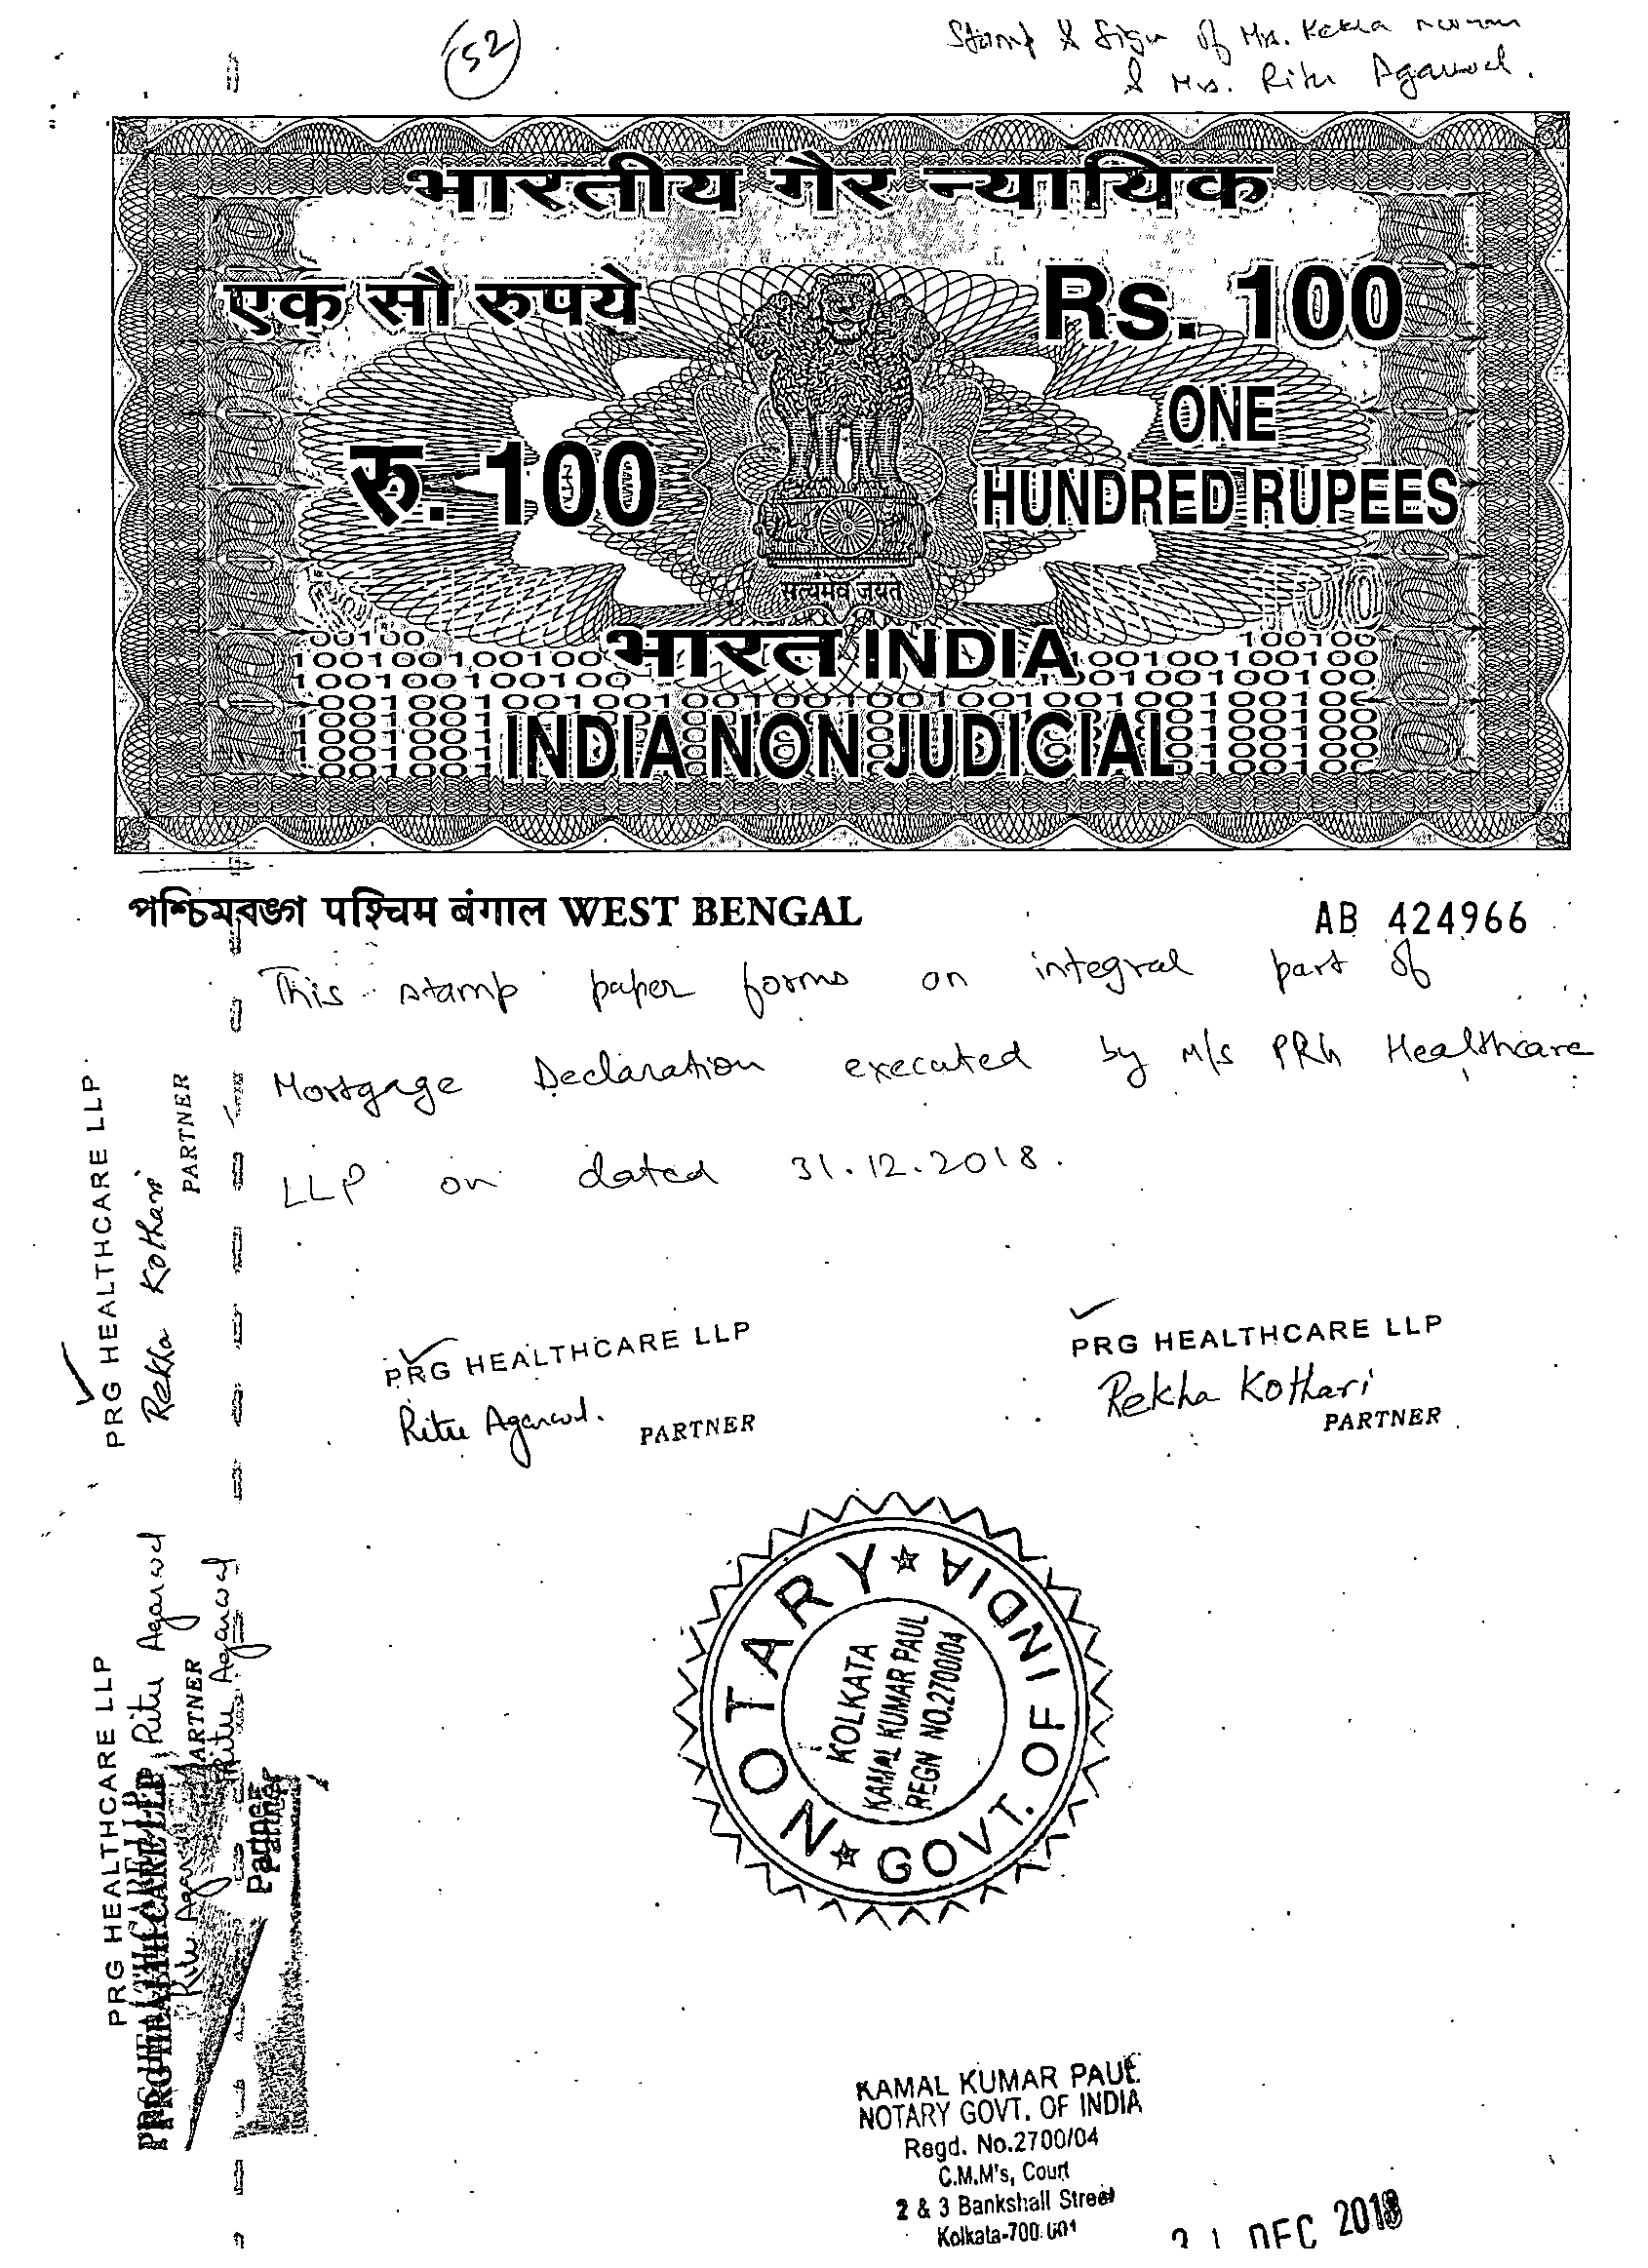 52
Stamp & Sign of Mrs. Rekha
& Mrs. Ritu Agarwal.
भारतीय गैर न्यायिक
एक सौ रुपये Rs. 100
रु. 100 ONE
HUNDRED RUPEES
सत्यमेव जयते
भारत INDIA
INDIA NON JUDICIAL
পশ্চিমবঙ্গ पश्चिम बंगाल WEST BENGAL AB 424966
This stamp paper forms an integral part of
Mortgage Declaration executed by M/s PRG Healthcare
LLP on dated 31.12.2018.
PRG HEALTHCARE LLP
Ritu Agarwal.
PARTNER
PRG HEALTHCARE LLP
Rekha Kothari
PARTNER
PRG HEALTHCARE LLP
Rekha Kothari
PARTNER
PRG HEALTHCARE LLP
Ritu Agarwal
PARTNER
Ritu Agarwal
PRG HEALTHCARE LLP
Ritu Agarwal
Partner
NOTARY ★ GOVT. OF INDIA ★
KOLKATA
KAMAL KUMAR PAUL
REGN NO.2700/04
KAMAL KUMAR PAUL
NOTARY GOVT. OF INDIA
Regd. No.2700/04
C.M.M's, Court
2 & 3 Bankshall Street
Kolkata-700 001
31 DEC 2018